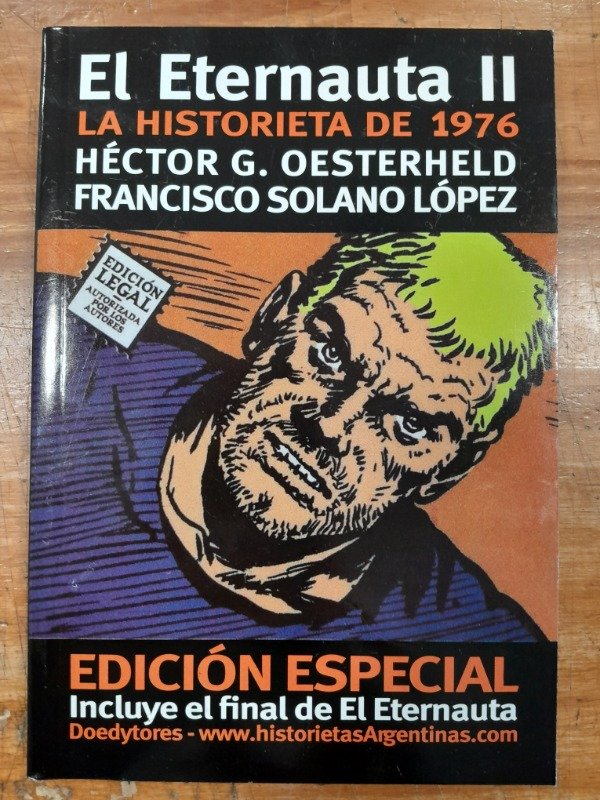 El Eternauta II
LA HISTORIETA DE 1976
HÉCTOR G. OESTERHELD
FRANCISCO SOLANO LÓPEZ
EDICIÓN
LEGAL
AUTORIZADA
POR LOS
AUTORES
EDICIÓN ESPECIAL
Incluye el final de El Eternauta
Doedytores - www.historietasArgentinas.com